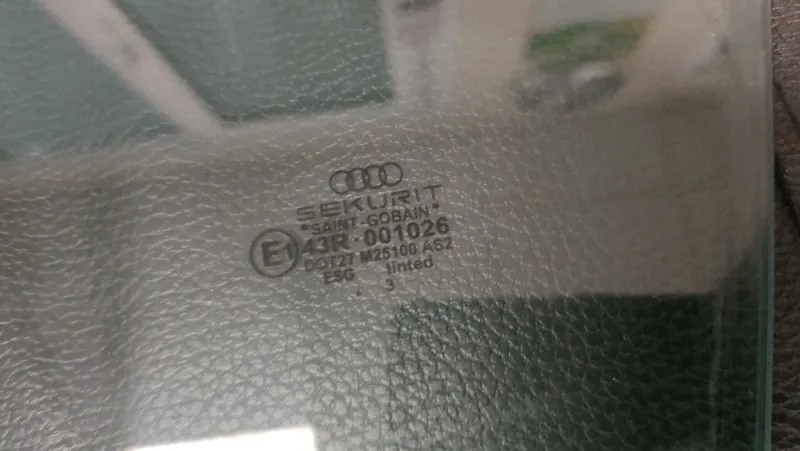 SEKURIT
"SAINT-GOBAIN"
E1 43R-001026
DOT27 M25100 AS2
ESG tinted
. 3